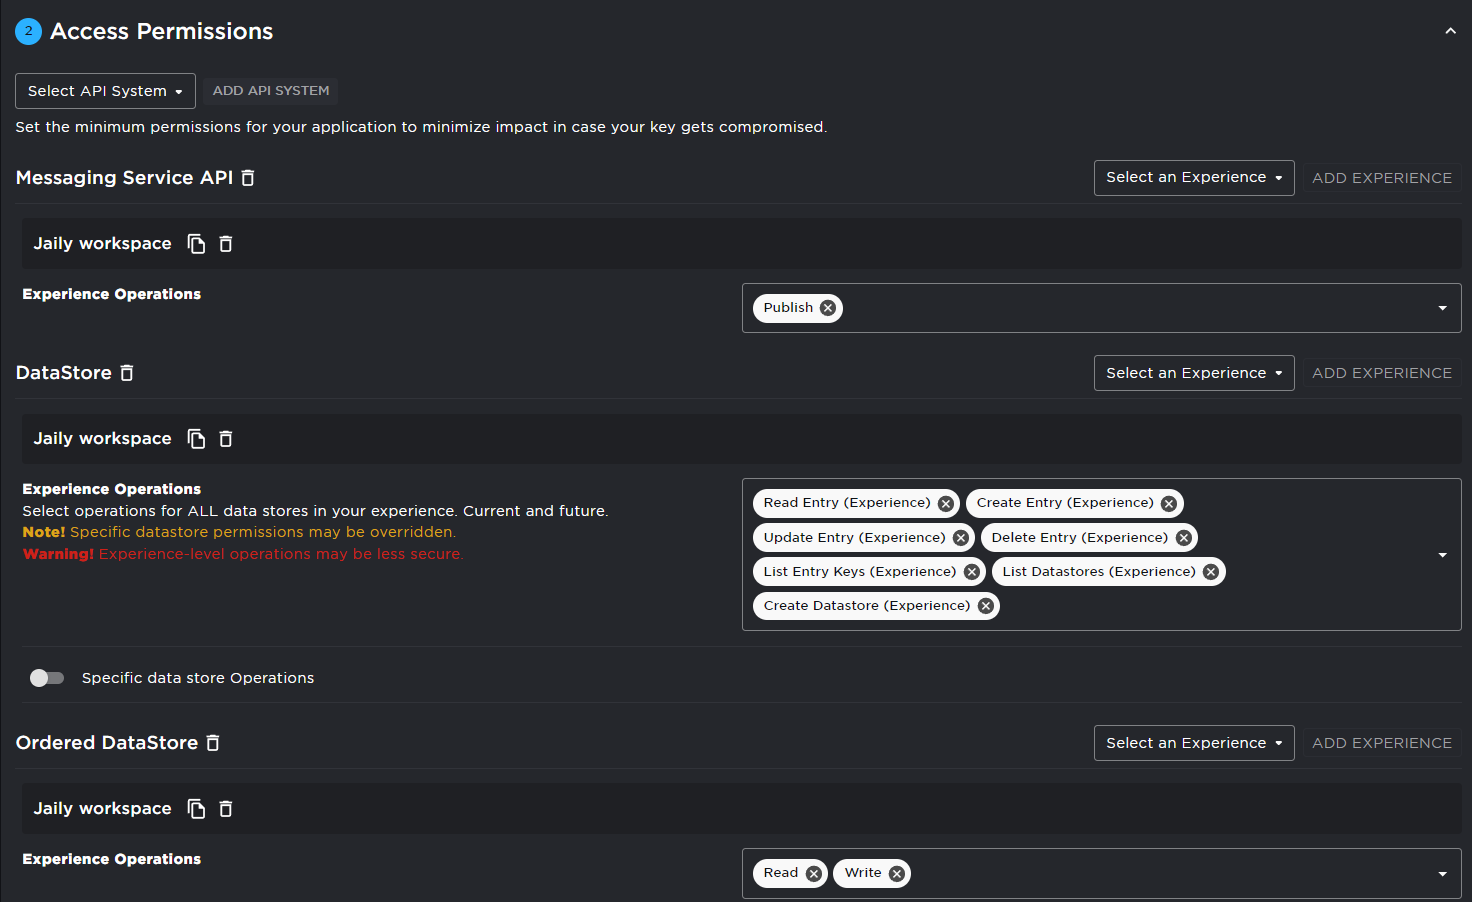 2 Access Permissions
Select API System ADD API SYSTEM
Set the minimum permissions for your application to minimize impact in case your key gets compromised.
Messaging Service API Select an Experience ADD EXPERIENCE
Jaily workspace
Experience Operations Publish
DataStore Select an Experience ADD EXPERIENCE
Jaily workspace
Experience Operations
Select operations for ALL data stores in your experience. Current and future.
Note! Specific datastore permissions may be overridden.
Warning! Experience-level operations may be less secure.
Read Entry (Experience) Create Entry (Experience)
Update Entry (Experience) Delete Entry (Experience)
List Entry Keys (Experience) List Datastores (Experience)
Create Datastore (Experience)
Specific data store Operations
Ordered DataStore Select an Experience ADD EXPERIENCE
Jaily workspace
Experience Operations Read Write